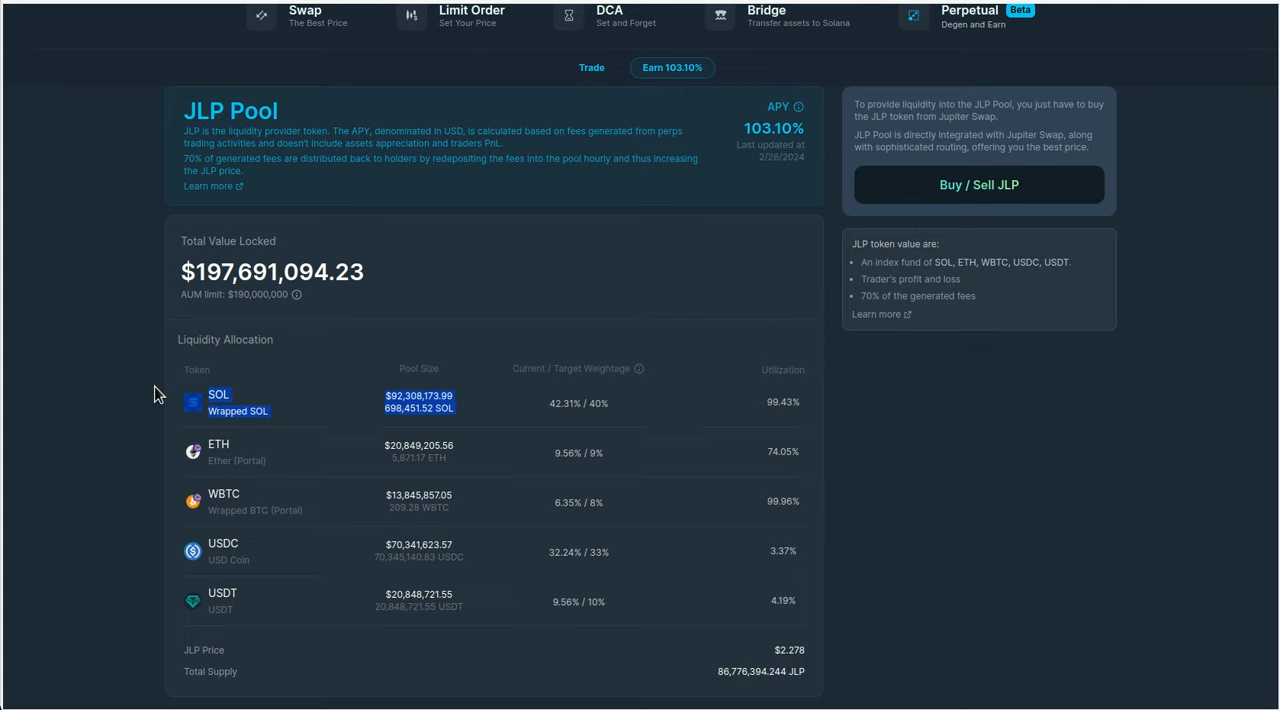 Swap
The Best Price
Limit Order
Set Your Price
DCA
Set and Forget
Bridge
Transfer assets to Solana
Perpetual Beta
Degen and Earn
Trade
Earn 103.10%
JLP Pool
JLP is the liquidity provider token. The APY, denominated in USD, is calculated based on fees generated from perps
trading activities and doesn't include assets appreciation and traders PnL.
70% of generated fees are distributed back to holders by redepositing the fees into the pool hourly and thus increasing
the JLP price.
Learn more
APY
103.10%
Last updated at
2/26/2024
To provide liquidity into the JLP Pool, you just have to buy
the JLP token from Jupiter Swap.
JLP Pool is directly integrated with Jupiter Swap, along
with sophisticated routing, offering you the best price.
Buy / Sell JLP
Total Value Locked
$197,691,094.23
AUM limit: $190,000,000
JLP token value are:
• An index fund of SOL, ETH, WBTC, USDC, USDT.
• Trader's profit and loss
• 70% of the generated fees
Learn more
Liquidity Allocation
Token Pool Size Current / Target Weightage Utilization
SOL
Wrapped SOL
$92,308,173.99
698,451.52 SOL
42.31% / 40%
99.43%
ETH
Ether (Portal)
$20,849,205.56
5,871.17 ETH
9.56% / 9%
74.05%
WBTC
Wrapped BTC (Portal)
$13,845,857.05
209.28 WBTC
6.35% / 8%
99.96%
USDC
USD Coin
$70,341,623.57
70,345,140.83 USDC
32.24% / 33%
3.37%
USDT
USDT
$20,848,721.55
20,848,721.55 USDT
9.56% / 10%
4.19%
JLP Price $2.278
Total Supply 86,776,394.244 JLP